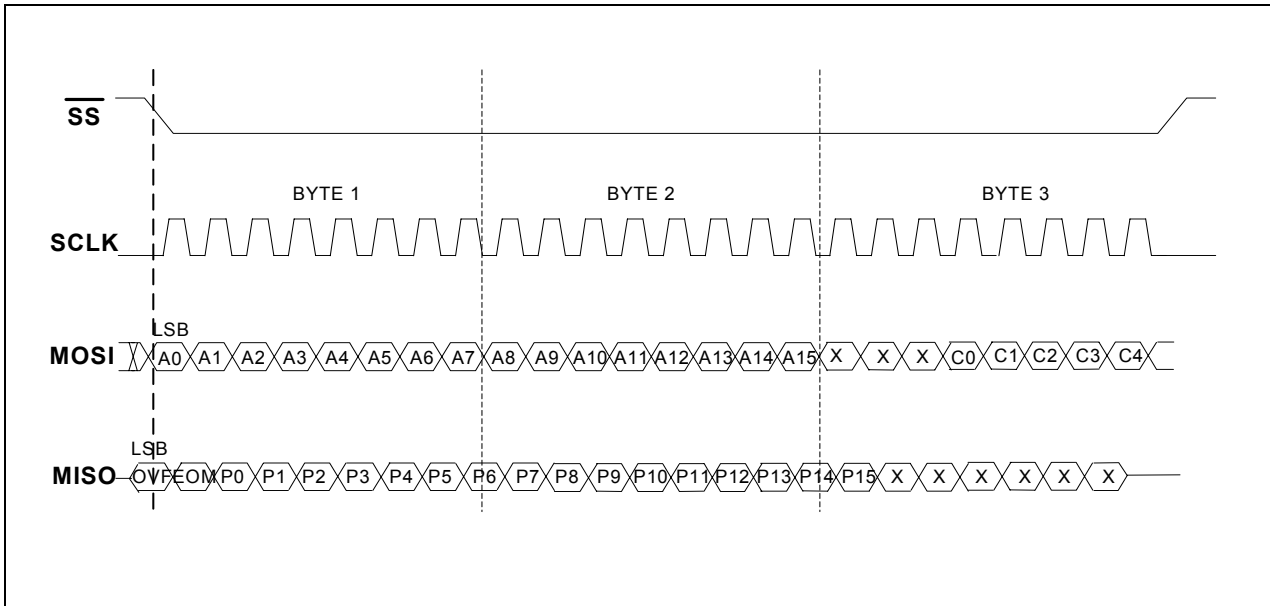 SS
BYTE 1 BYTE 2 BYTE 3
SCLK
LSB
MOSI A0 A1 A2 A3 A4 A5 A6 A7 A8 A9 A10 A11 A12 A13 A14 A15 X X X C0 C1 C2 C3 C4
LSB
MISO OVF EOM P0 P1 P2 P3 P4 P5 P6 P7 P8 P9 P10 P11 P12 P13 P14 P15 X X X X X X